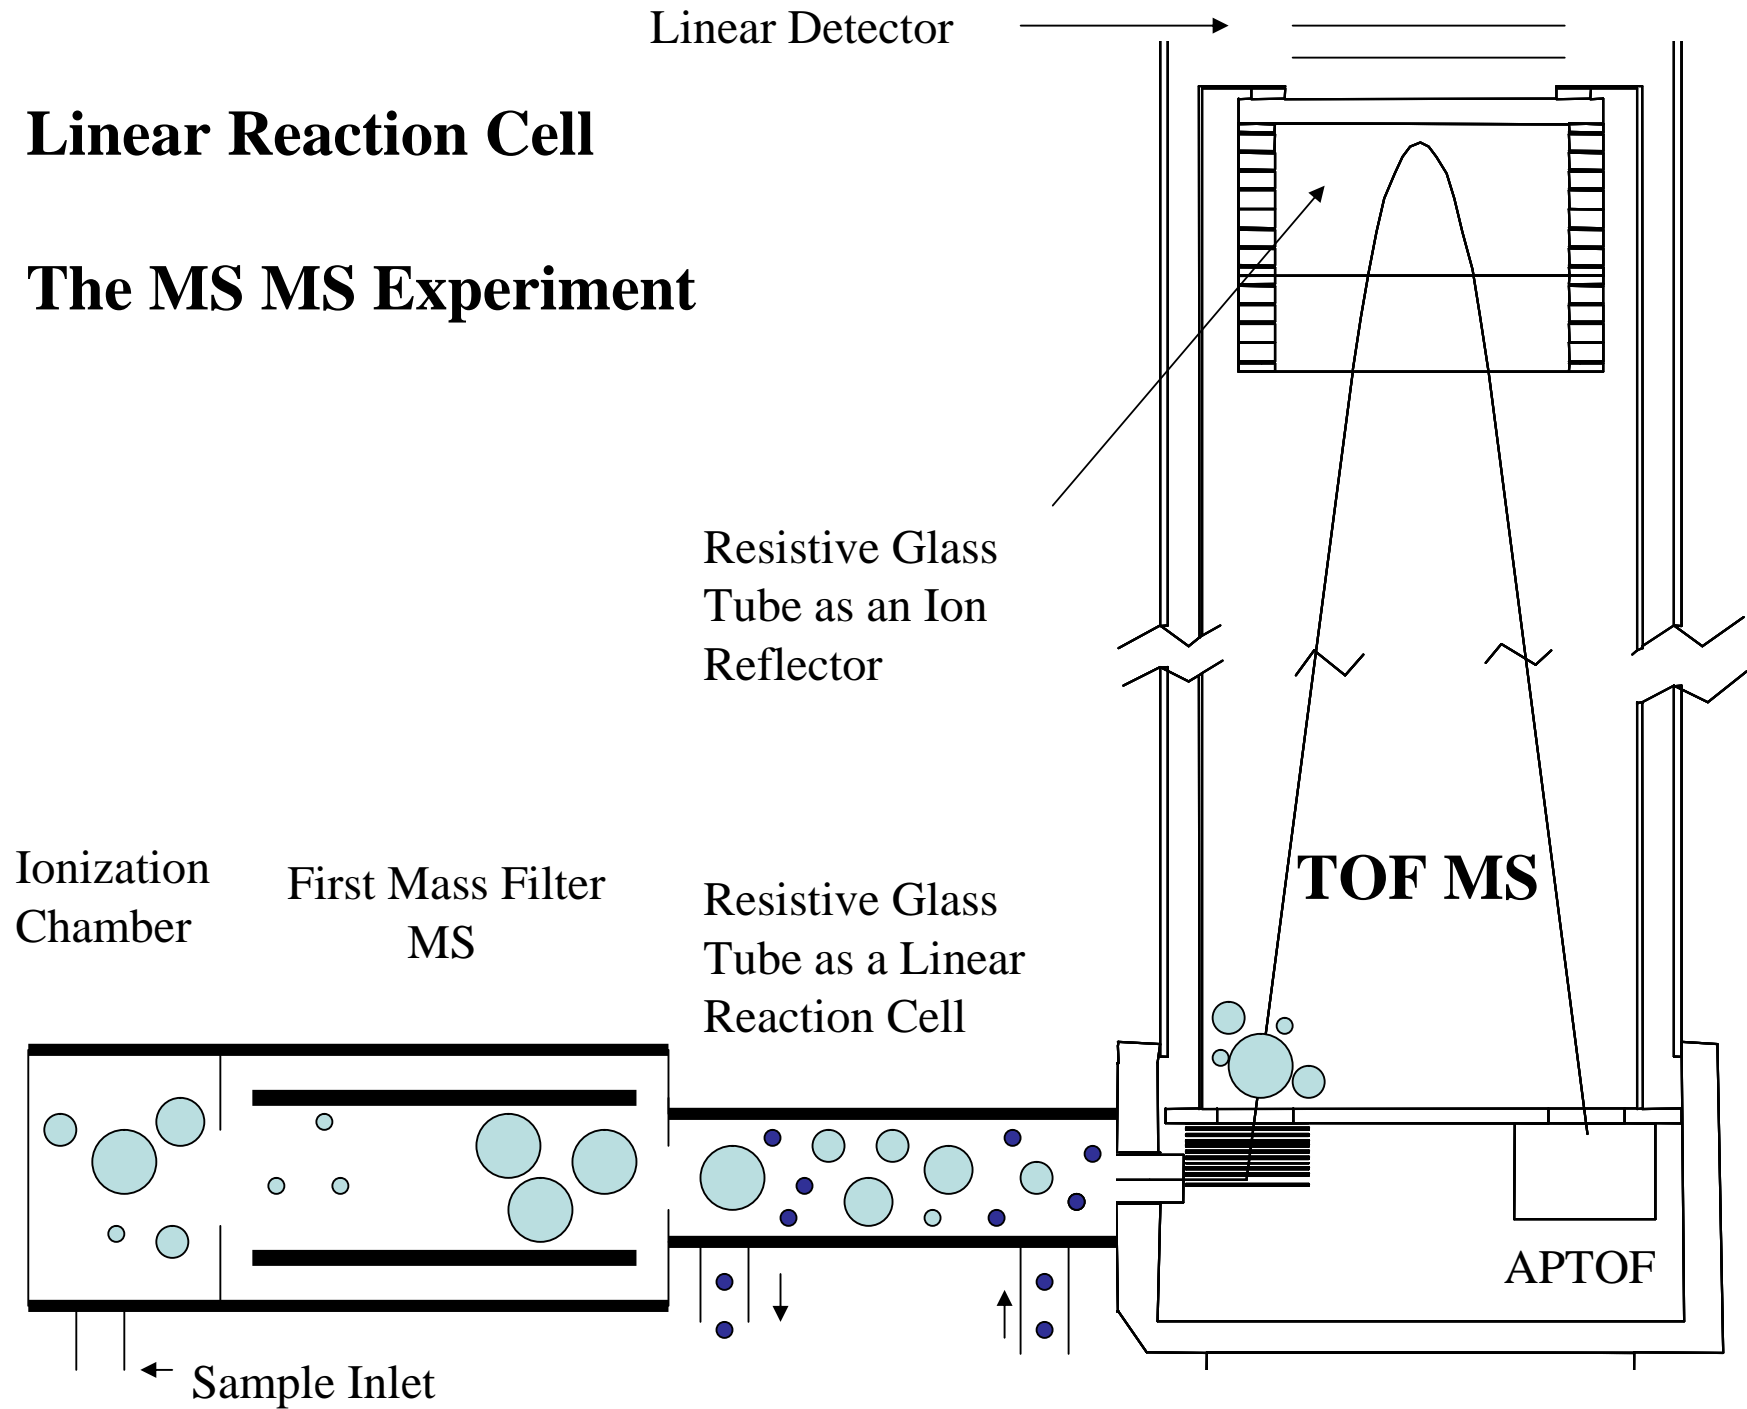 Linear Detector
Linear Reaction Cell
The MS MS Experiment
Resistive Glass
Tube as an Ion
Reflector
Ionization
Chamber
First Mass Filter
MS
Resistive Glass
Tube as a Linear
Reaction Cell
TOF MS
APTOF
Sample Inlet